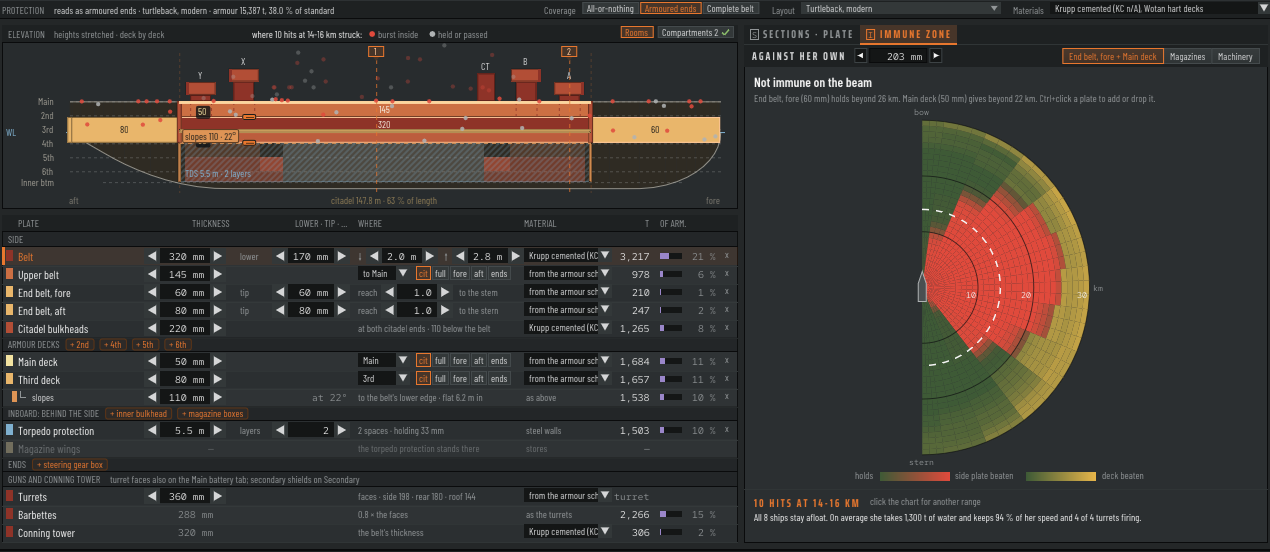 PROTECTION reads as armoured ends · turtleback, modern · armour 15,387 t, 38.0 % of standard
Coverage All-or-nothing Armoured ends Complete belt Layout Turtleback, modern Materials Krupp cemented (KC n/A), Wotan hart decks
ELEVATION heights stretched · deck by deck where 10 hits at 14-16 km struck: burst inside held or passed Rooms Compartments 2
1 2
Y X CT B A
Main
2nd
3rd
4th
5th
6th
Inner btm
WL
80
50
145
320
60
slopes 110 · 22°
TDS 5.5 m · 2 layers
aft citadel 147.8 m · 63 % of length fore
PLATE THICKNESS LOWER · TIP ·... WHERE MATERIAL T OF ARM.
SIDE
Belt 320 mm lower 170 mm ↓ 2.0 m ↑ 2.8 m Krupp cemented (KC 3,217 21 % x
Upper belt 145 mm to Main cit full fore aft ends from the armour sch 978 6 % x
End belt, fore 60 mm tip 60 mm reach 1.0 to the stern from the armour sch 210 1 % x
End belt, aft 80 mm tip 80 mm reach 1.0 to the stern from the armour sch 247 2 % x
Citadel bulkheads 220 mm at both citadel ends · 110 below the belt Krupp cemented (KC 1,265 8 %
ARMOUR DECKS + 2nd + 4th + 5th + 6th
Main deck 50 mm Main cit full fore aft ends from the armour sch 1,684 11 % x
Third deck 80 mm 3rd cit full fore aft ends from the armour sch 1,657 11 % x
slopes 110 mm at 22° to the belt's lower edge · flat 6.2 m in as above 1,538 10 % x
INBOARD: BEHIND THE SIDE + inner bulkhead + magazine boxes
Torpedo protection 5.5 m layers 2 2 spaces · holding 33 mm steel walls 1,503 10 % x
Magazine wings — the torpedo protection stands there stores —
ENDS + steering gear box
GUNS AND CONNING TOWER turret faces also on the Main battery tab; secondary shields on Secondary
Turrets 360 mm faces · side 198 · rear 180 · roof 144 from the armour sch turret
Barbettes 288 mm 0.8 × the faces as the turrets 2,266 15 %
Conning tower 320 mm the belt's thickness Krupp cemented (KC 306 2 %
S SECTIONS · PLATE I IMMUNE ZONE
AGAINST HER OWN 203 mm End belt, fore + Main deck Magazines Machinery
Not immune on the beam
End belt, fore (60 mm) holds beyond 26 km. Main deck (50 mm) gives beyond 22 km. Ctrl+click a plate to add or drop it.
bow
10 20 30 km
stern
holds side plate beaten deck beaten
10 HITS AT 14-16 KM click the chart for another range
All 8 ships stay afloat. On average she takes 1,300 t of water and keeps 94 % of her speed and 4 of 4 turrets firing.